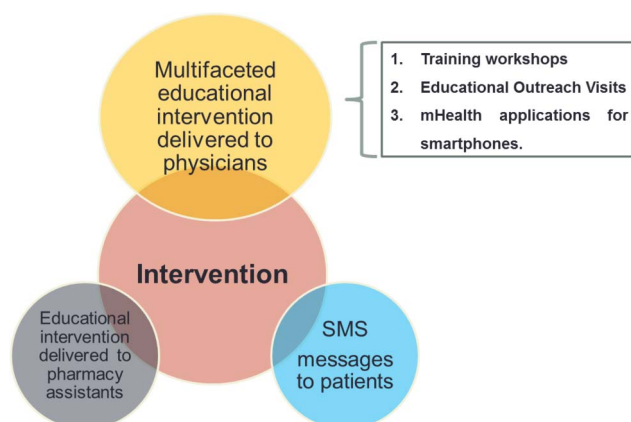 Multifaceted
educational
intervention
delivered to
physicians
1. Training workshops
2. Educational Outreach Visits
3. mHealth applications for
smartphones.
Intervention
Educational
intervention
delivered to
pharmacy
assistants
SMS
messages
to patients